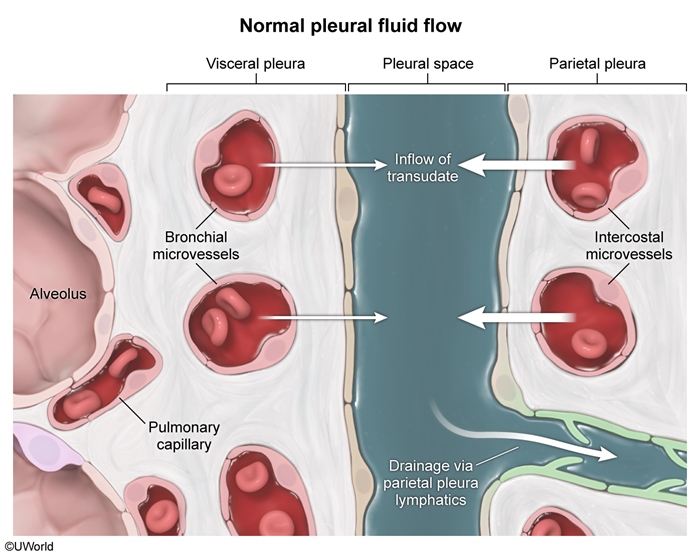 Normal pleural fluid flow
Visceral pleura
Pleural space
Parietal pleura
Inflow of
transudate
Bronchial
microvessels
Intercostal
microvessels
Alveolus
Pulmonary
capillary
Drainage via
parietal pleura
lymphatics
©UWorld